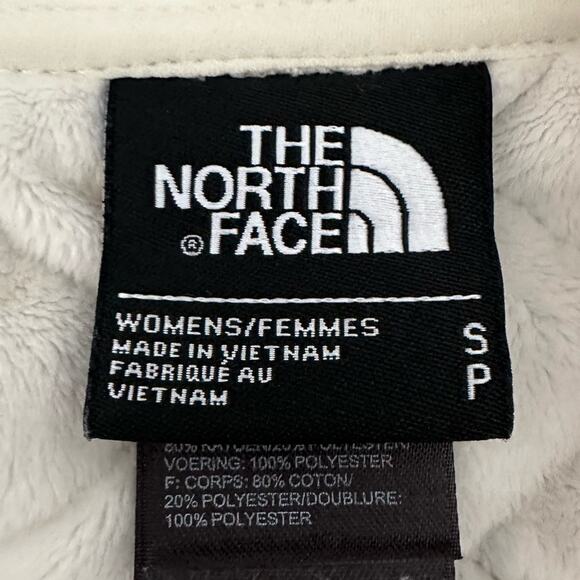 THE
NORTH
® FACE
WOMENS/FEMMES S
MADE IN VIETNAM
FABRIQUÉ AU P
VIETNAM
VOERING: 100% POLYESTER
F: CORPS: 80% COTON/
20% POLYESTER/DOUBLURE:
100% POLYESTER